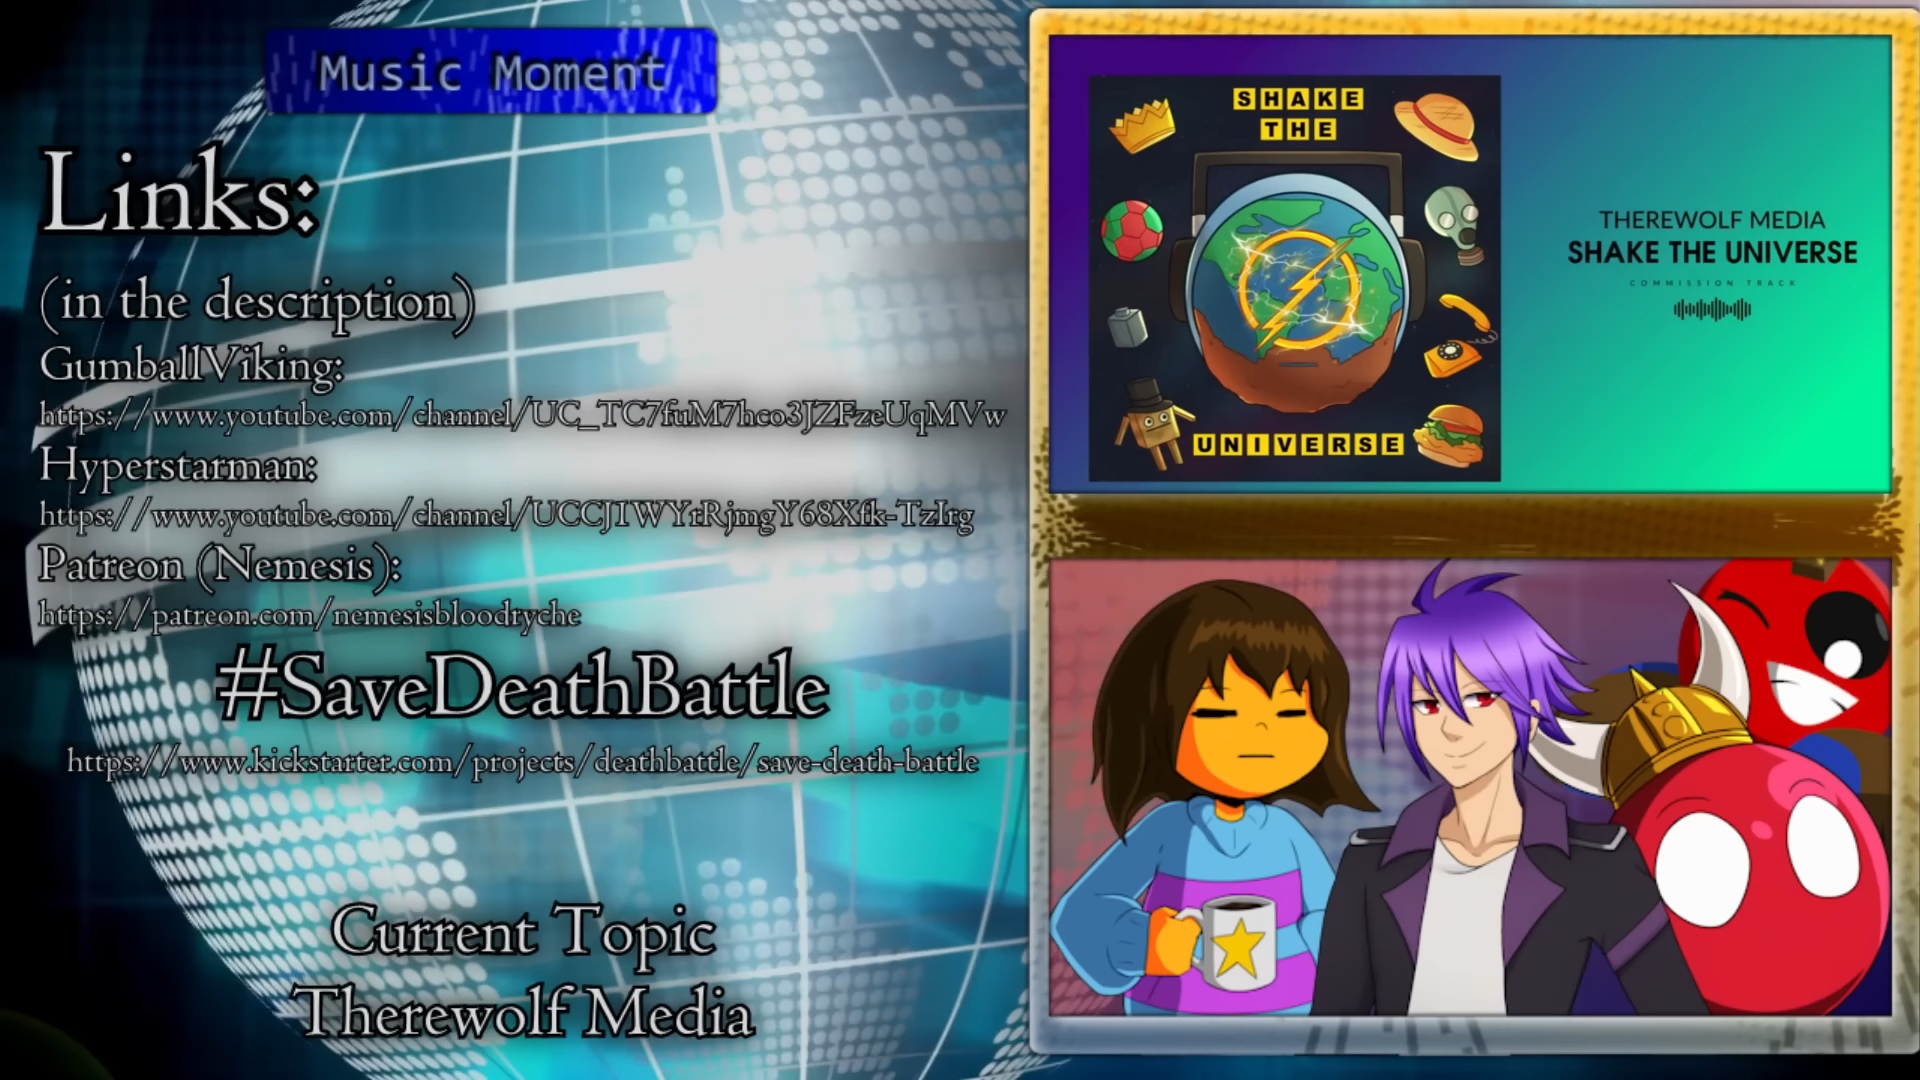 Music Moment
Links:
(in the description)
GumballViking:
https://www.youtube.com/channel/UC_TC7fuM7hco3JZFzeUqMVw
Hyperstarman:
https://www.youtube.com/channel/UCCJ1WYrRjmgY68Xfk-TzIrg
Patreon (Nemesis):
https://patreon.com/nemesisbloodryche
#SaveDeathBattle
https://www.kickstarter.com/projects/deathbattle/save-death-battle
Current Topic
Therewolf Media
SHAKE
THE
UNIVERSE
THEREWOLF MEDIA
SHAKE THE UNIVERSE
COMMISSION TRACK